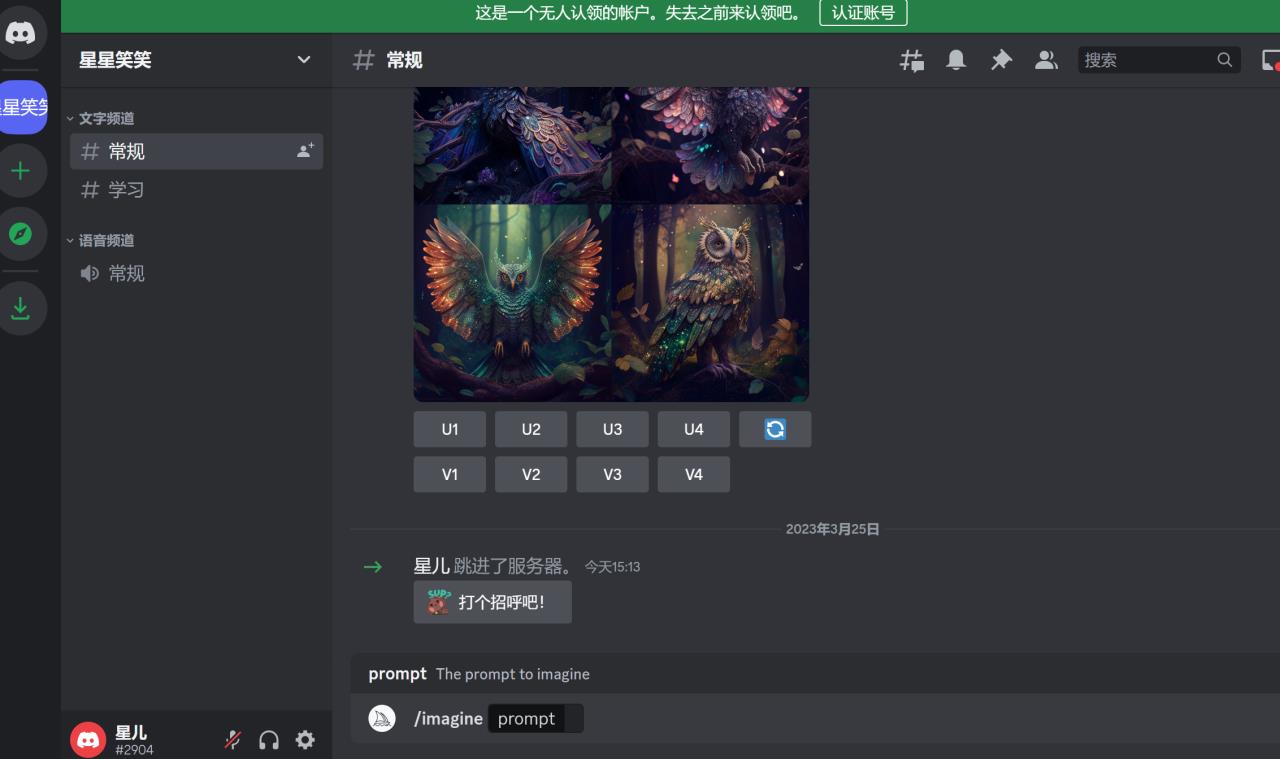 这是一个无人认领的帐户。失去之前来认领吧。 认证账号
星星笑笑
常规
搜索
星笑笑
文字频道
常规
学习
语音频道
常规
U1 U2 U3 U4
V1 V2 V3 V4
2023年3月25日
星儿 跳进了服务器。 今天15:13
SUP?
打个招呼吧!
prompt The prompt to imagine
/imagine prompt
星儿
#2904